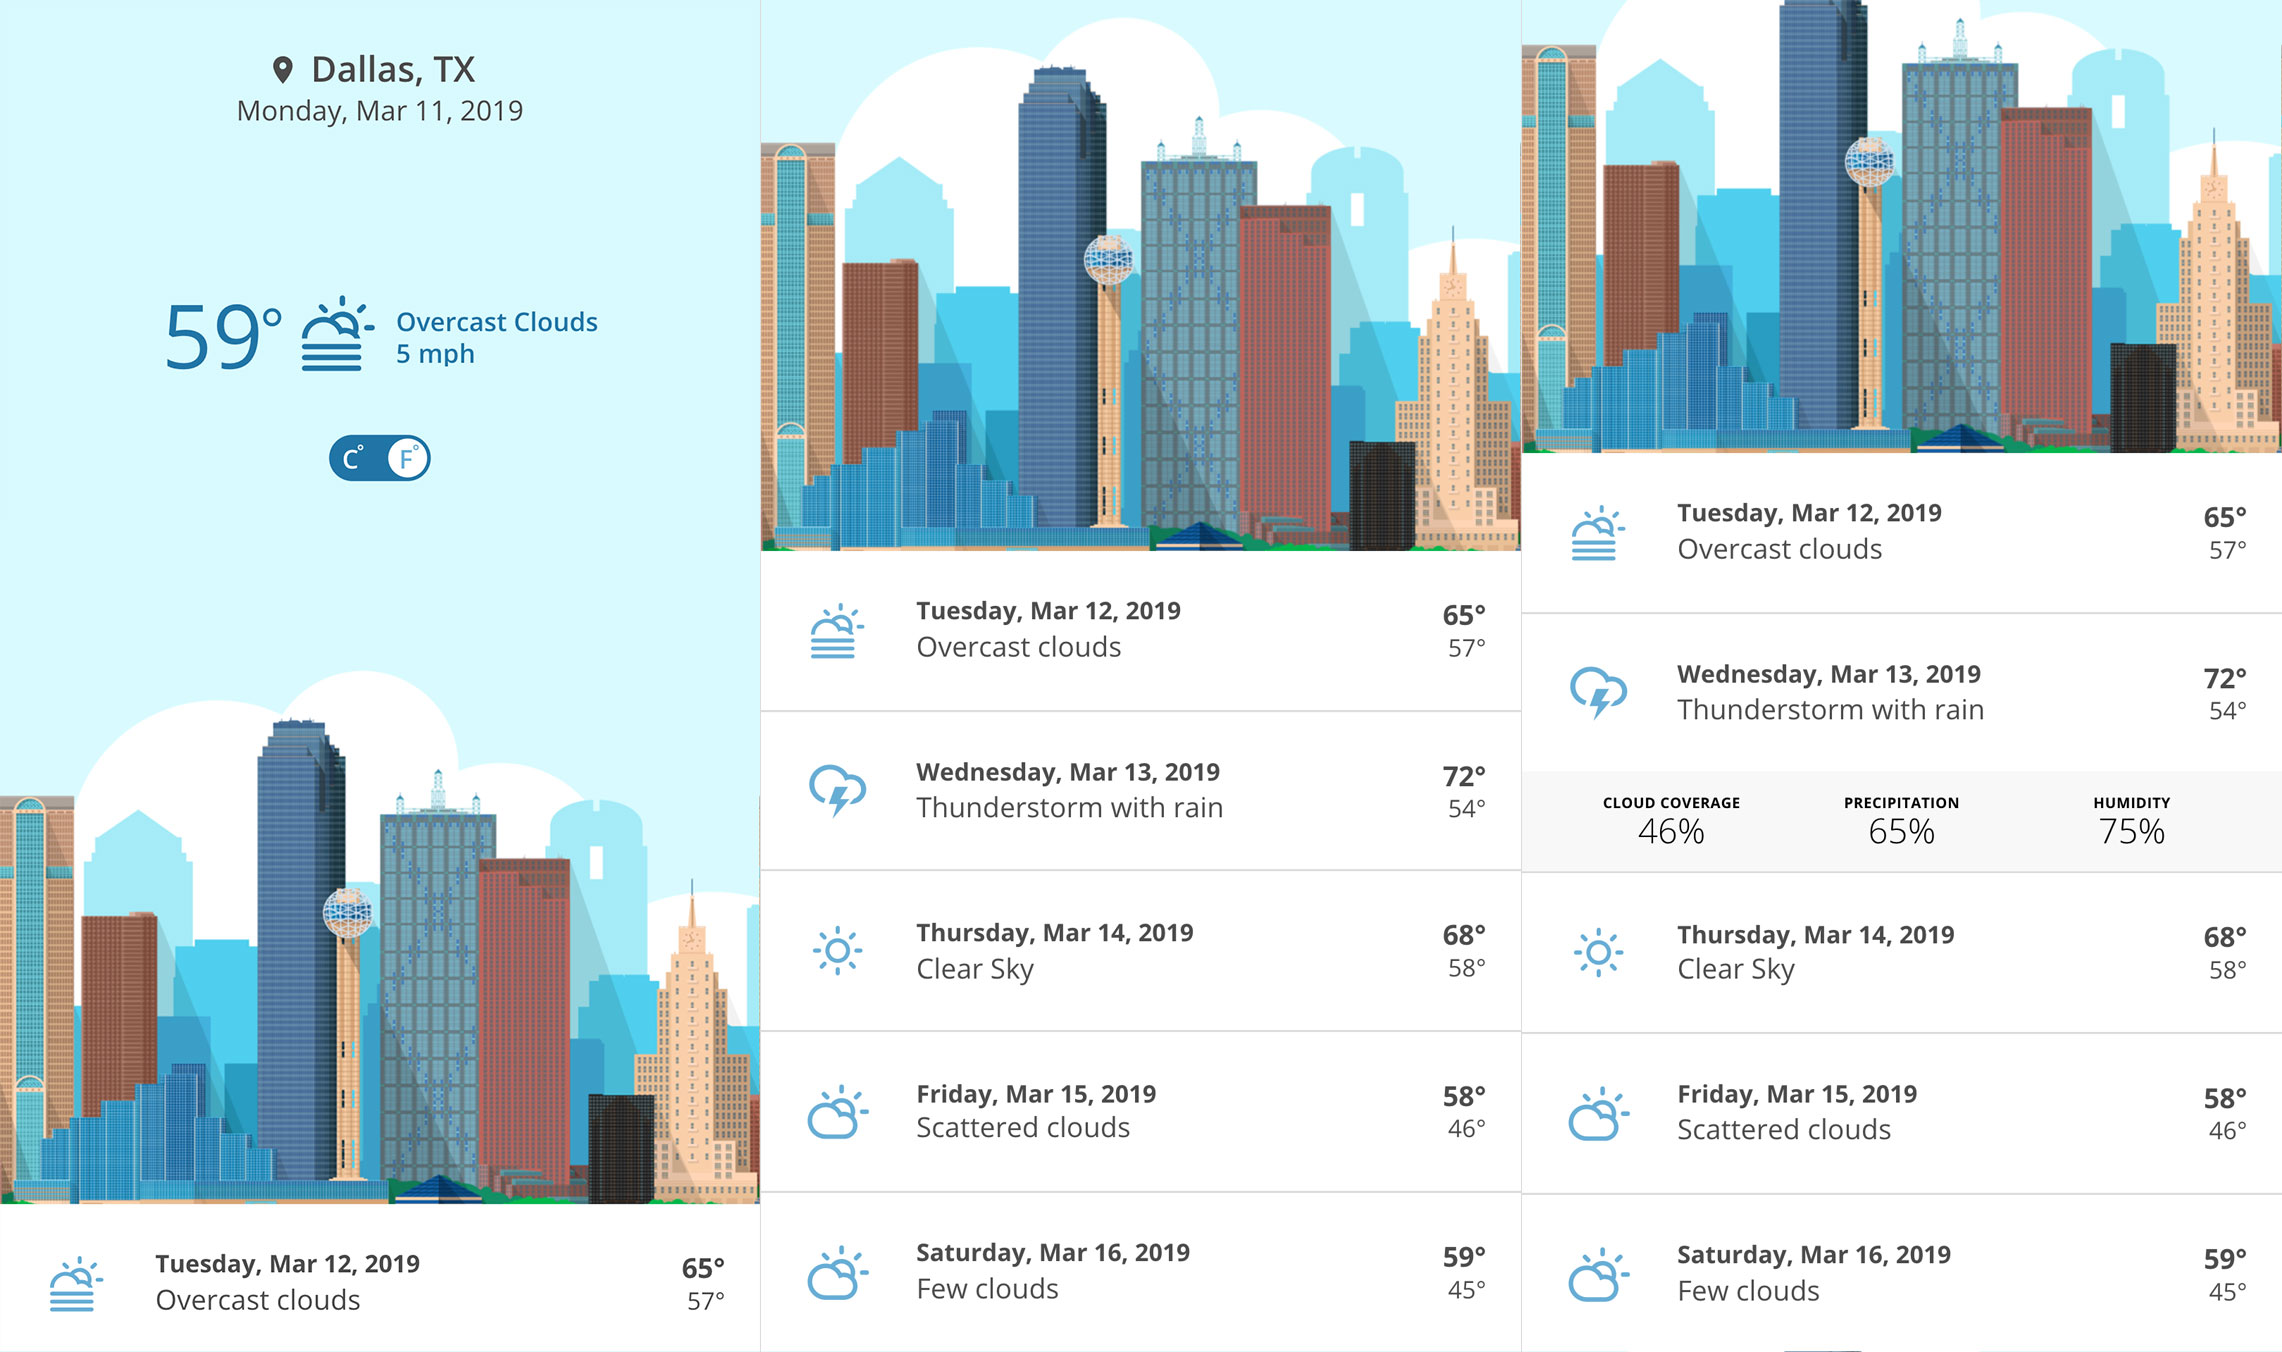 Dallas, TX
Monday, Mar 11, 2019
59°
Overcast Clouds
5 mph
C° F°
Tuesday, Mar 12, 2019 65°
Overcast clouds 57°
Tuesday, Mar 12, 2019 65°
Overcast clouds 57°
Wednesday, Mar 13, 2019 72°
Thunderstorm with rain 54°
Thursday, Mar 14, 2019 68°
Clear Sky 58°
Friday, Mar 15, 2019 58°
Scattered clouds 46°
Saturday, Mar 16, 2019 59°
Few clouds 45°
Tuesday, Mar 12, 2019 65°
Overcast clouds 57°
Wednesday, Mar 13, 2019 72°
Thunderstorm with rain 54°
CLOUD COVERAGE PRECIPITATION HUMIDITY
46% 65% 75%
Thursday, Mar 14, 2019 68°
Clear Sky 58°
Friday, Mar 15, 2019 58°
Scattered clouds 46°
Saturday, Mar 16, 2019 59°
Few clouds 45°